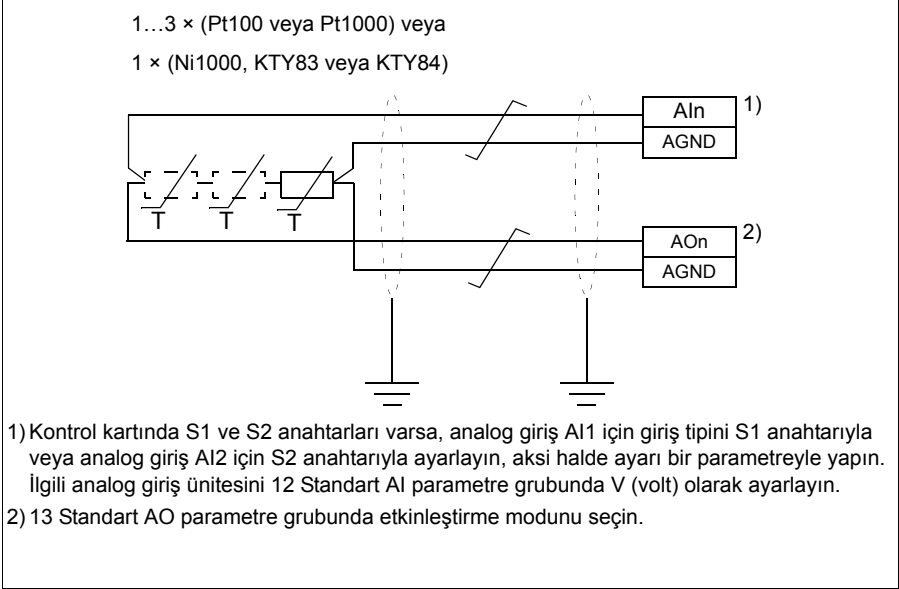 1…3 × (Pt100 veya Pt1000) veya
1 × (Ni1000, KTY83 veya KTY84)
AIn 1)
AGND
T T T
AOn 2)
AGND
1) Kontrol kartında S1 ve S2 anahtarları varsa, analog giriş AI1 için giriş tipini S1 anahtarıyla
veya analog giriş AI2 için S2 anahtarıyla ayarlayın, aksi halde ayarı bir parametreyle yapın.
İlgili analog giriş ünitesini 12 Standart AI parametre grubunda V (volt) olarak ayarlayın.
2) 13 Standart AO parametre grubunda etkinleştirme modunu seçin.